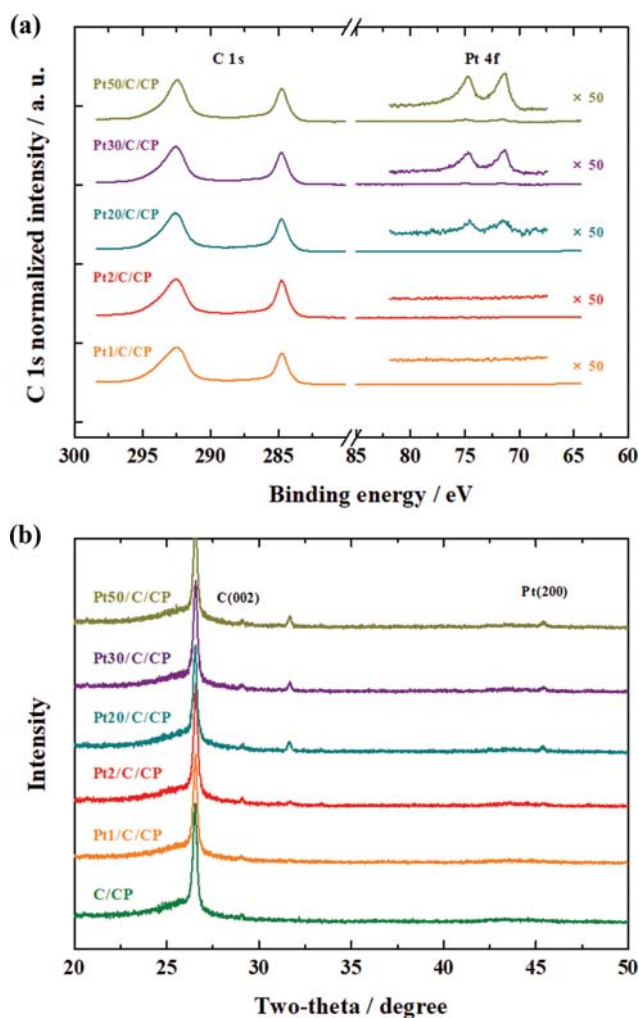 (a)
C 1s Pt 4f
Pt50/C/CP × 50
Pt30/C/CP × 50
Pt20/C/CP × 50
Pt2/C/CP × 50
Pt1/C/CP × 50
C 1s normalized intensity / a. u.
300 295 290 285 85 80 75 70 65 60
Binding energy / eV
(b)
Pt50/C/CP C(002) Pt(200)
Pt30/C/CP
Pt20/C/CP
Pt2/C/CP
Pt1/C/CP
C/CP
Intensity
20 25 30 35 40 45 50
Two-theta / degree